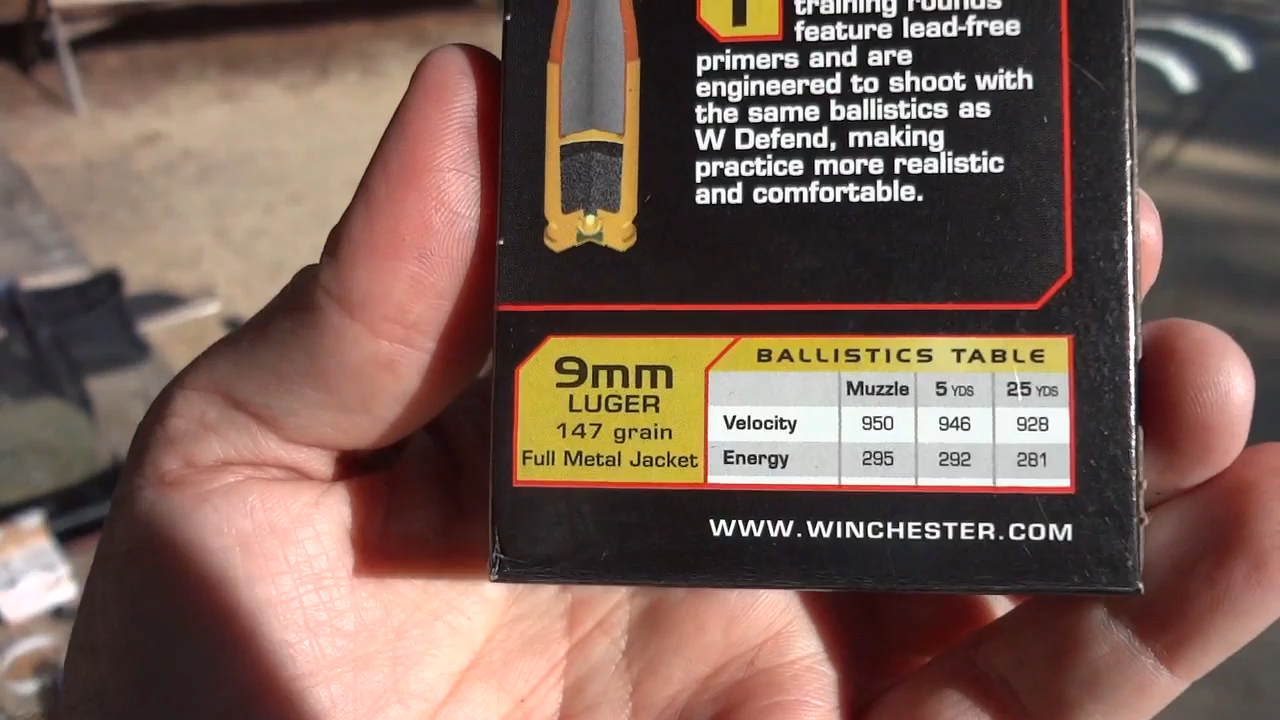 T
training rounds
feature lead-free
primers and are
engineered to shoot with
the same ballistics as
W Defend, making
practice more realistic
and comfortable.
9mm
LUGER
147 grain
Full Metal Jacket
BALLISTICS TABLE
Muzzle 5 YDS 25 YDS
Velocity 950 946 928
Energy 295 292 281
WWW.WINCHESTER.COM